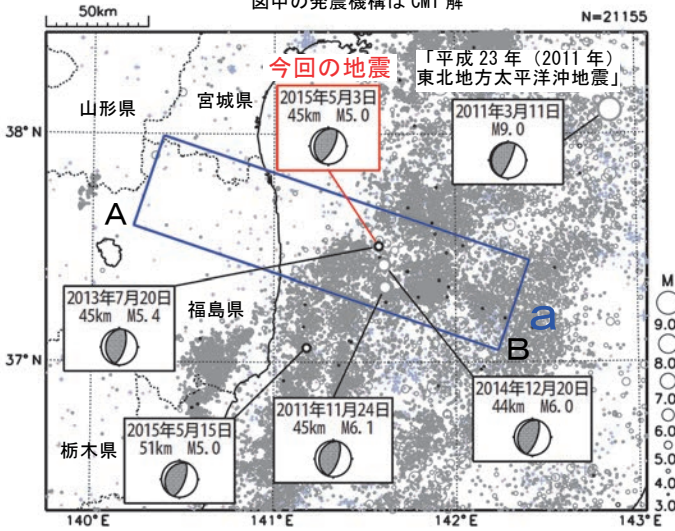 図中の発震機構は CMT 解
50km
N=21155
今回の地震
「平成 23 年 (2011 年)
東北地方太平洋沖地震」
山形県
宮城県
2015年5月3日
45km M5.0
2011年3月11日
M9.0
38° N
A
2013年7月20日
45km M5.4
福島県
a
B
37° N
M
9.0
8.0
7.0
6.0
5.0
4.0
3.0
2014年12月20日
44km M6.0
2011年11月24日
45km M6.1
2015年5月15日
51km M5.0
栃木県
140°E
141°E
142°E
143°E